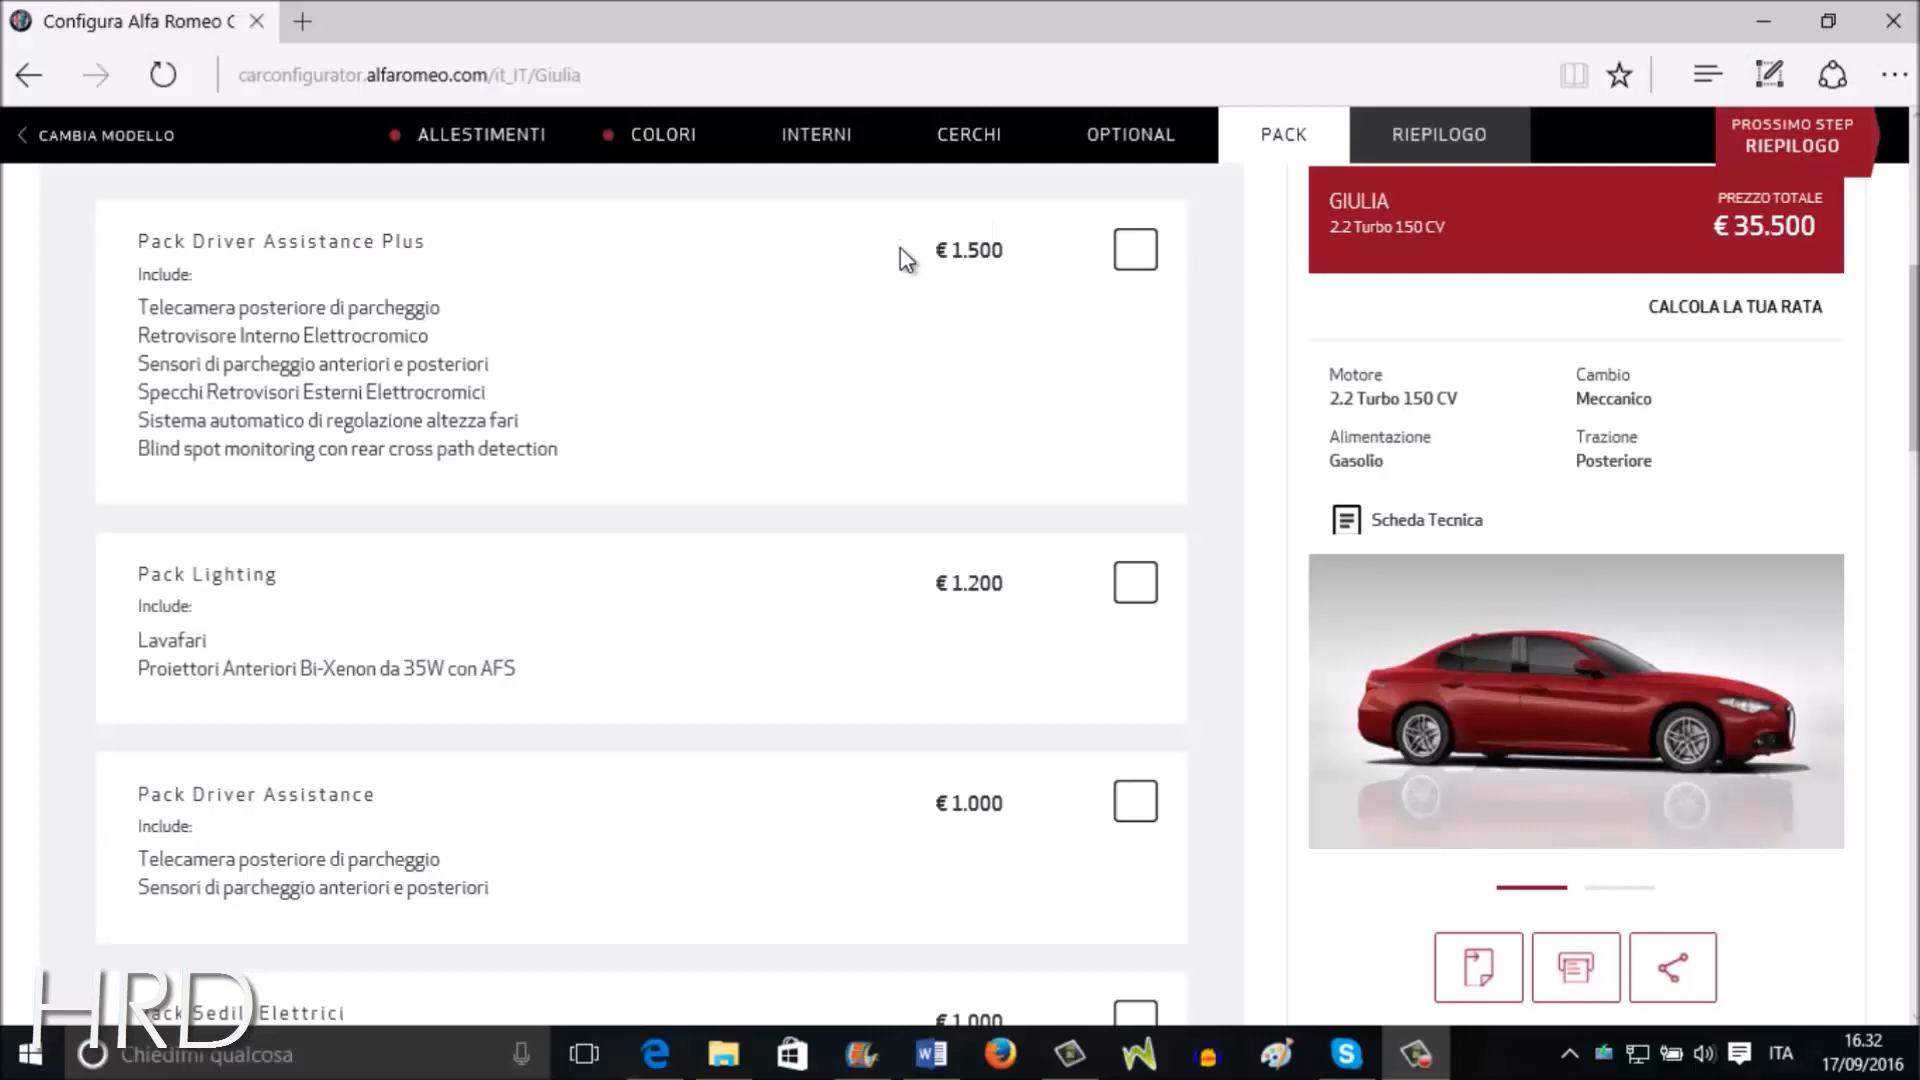 Configura Alfa Romeo G
carconfigurator.alfaromeo.com/it_IT/Giulia
CAMBIA MODELLO
ALLESTIMENTI
COLORI
INTERNI
CERCHI
OPTIONAL
PACK
RIEPILOGO
PROSSIMO STEP
RIEPILOGO
Pack Driver Assistance Plus
€ 1.500
Include:
Telecamera posteriore di parcheggio
Retrovisore Interno Elettrocromico
Sensori di parcheggio anteriori e posteriori
Specchi Retrovisori Esterni Elettrocromici
Sistema automatico di regolazione altezza fari
Blind spot monitoring con rear cross path detection
Pack Lighting
€ 1.200
Include:
Lavafari
Proiettori Anteriori Bi-Xenon da 35W con AFS
Pack Driver Assistance
€ 1.000
Include:
Telecamera posteriore di parcheggio
Sensori di parcheggio anteriori e posteriori
Pack Sedili Elettrici
€ 1.000
GIULIA
2.2 Turbo 150 CV
PREZZO TOTALE
€ 35.500
CALCOLA LA TUA RATA
Motore
2.2 Turbo 150 CV
Cambio
Meccanico
Alimentazione
Gasolio
Trazione
Posteriore
Scheda Tecnica
HRD
Chiedimi qualcosa
ITA
16.32
17/09/2016